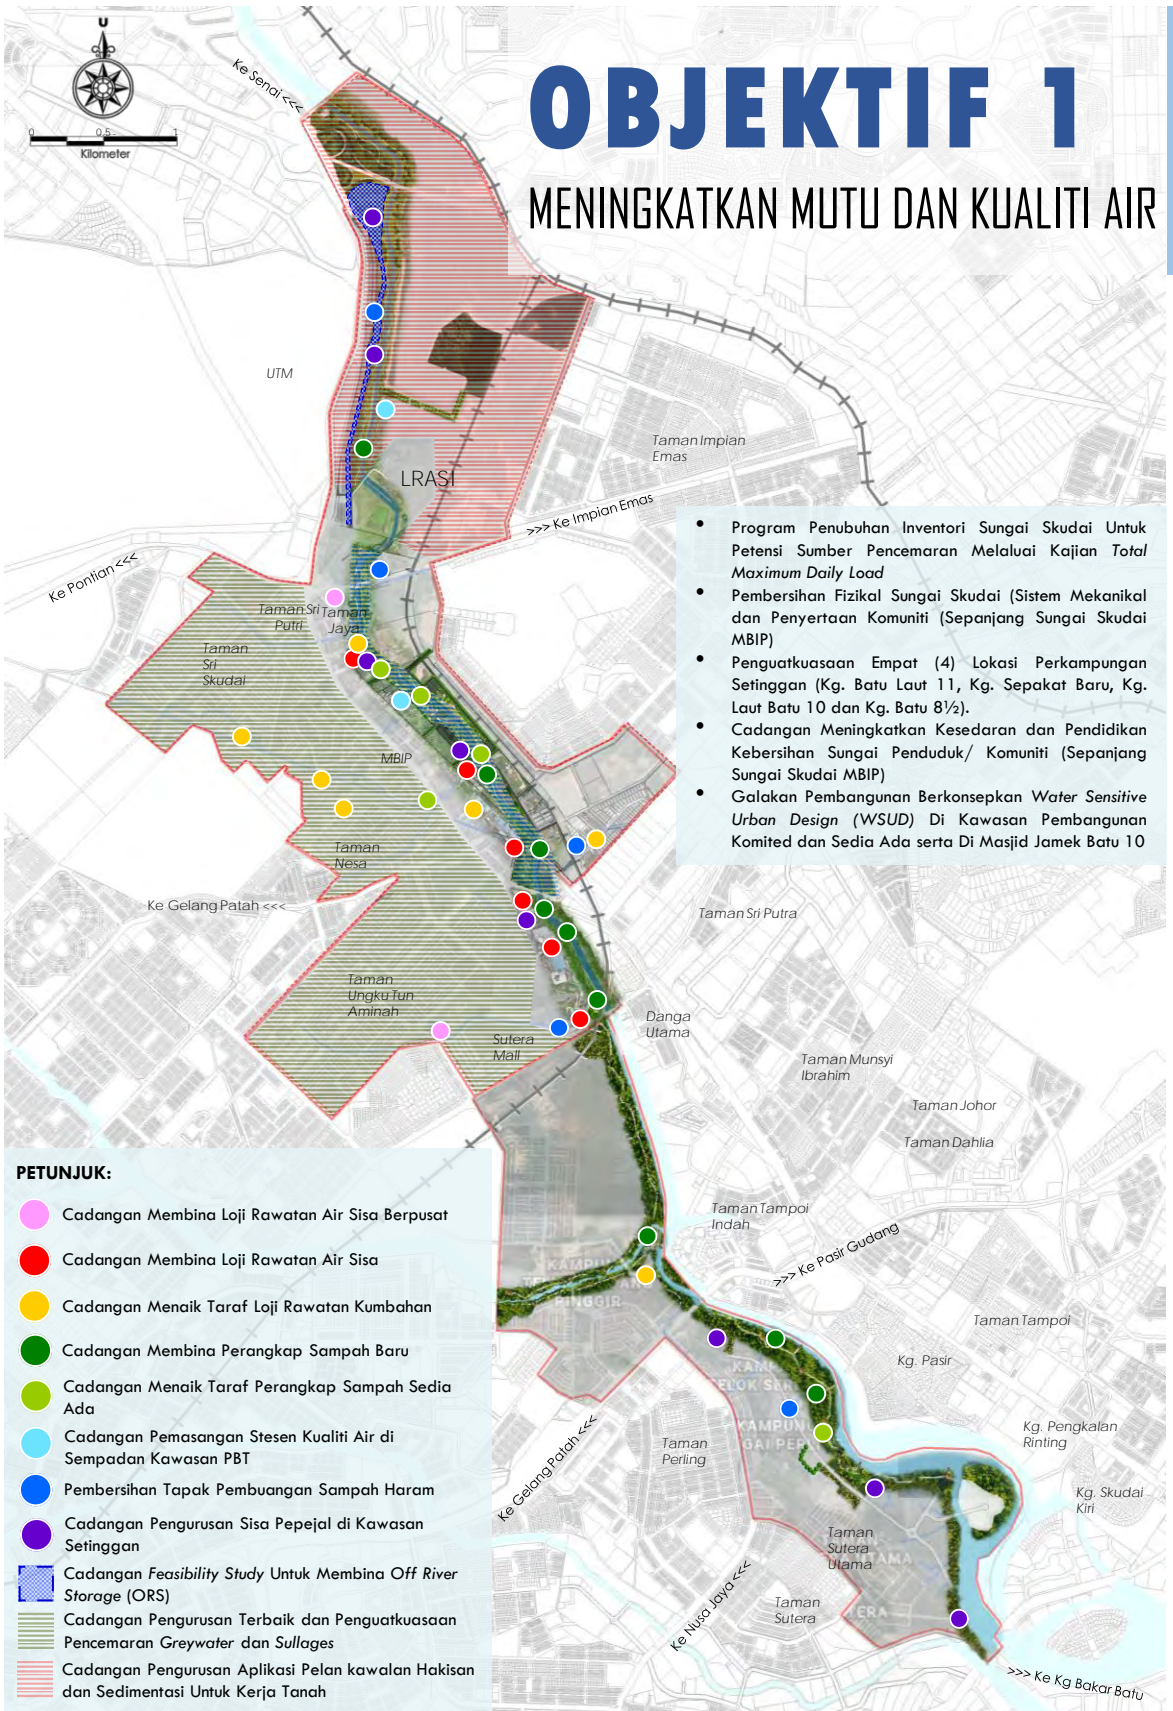 OBJEKTIF 1
MENINGKATKAN MUTU DAN KUALITI AIR
U
0
0.5
1
Kilometer
Ke Senai <<<
UTM
Taman Impian
Emas
LRASI
>>> Ke Impian Emas
Ke Pontian <<<
• Program Penubuhan Inventori Sungai Skudai Untuk
Potensi Sumber Pencemaran Melaluai Kajian Total
Maximum Daily Load
• Pembersihan Fizikal Sungai Skudai (Sistem Mekanikal
dan Penyertaan Komuniti (Sepanjang Sungai Skudai
MBIP)
• Penguatkuasaan Empat (4) Lokasi Perkampungan
Setinggan (Kg. Batu Laut 11, Kg. Sepakat Baru, Kg.
Laut Batu 10 dan Kg. Batu 8½).
• Cadangan Meningkatkan Kesedaran dan Pendidikan
Kebersihan Sungai Penduduk/ Komuniti (Sepanjang
Sungai Skudai MBIP)
• Galakan Pembangunan Berkonsepkan Water Sensitive
Urban Design (WSUD) Di Kawasan Pembangunan
Komited dan Sedia Ada serta Di Masjid Jamek Batu 10
Taman Sri
Putri
Taman
Jaya
Taman
Sri
Skudai
MBIP
Taman
Nesa
Ke Gelang Patah <<<
Taman Sri Putra
Taman
Ungku Tun
Aminah
Sutera
Mall
Danga
Utama
Taman Munsyi
Ibrahim
Taman Johor
Taman Dahlia
Taman Tampoi
Indah
>>> Ke Pasir Gudang
Taman Tampoi
Kg. Pasir
PINGGIR
Kg. Pengkalan
Rinting
Taman
Perling
Ke Gelang Patah <<<
Kg. Skudai
Kiri
Taman
Sutera
Utama
Taman
Sutera
Ke Nusa Jaya <<<
>>> Ke Kg Bakar Batu
PETUNJUK:
Cadangan Membina Loji Rawatan Air Sisa Berpusat
Cadangan Membina Loji Rawatan Air Sisa
Cadangan Menaik Taraf Loji Rawatan Kumbahan
Cadangan Membina Perangkap Sampah Baru
Cadangan Menaik Taraf Perangkap Sampah Sedia
Ada
Cadangan Pemasangan Stesen Kualiti Air di
Sempadan Kawasan PBT
Pembersihan Tapak Pembuangan Sampah Haram
Cadangan Pengurusan Sisa Pepejal di Kawasan
Setinggan
Cadangan Feasibility Study Untuk Membina Off River
Storage (ORS)
Cadangan Pengurusan Terbaik dan Penguatkuasaan
Pencemaran Greywater dan Sullages
Cadangan Pengurusan Aplikasi Pelan kawalan Hakisan
dan Sedimentasi Untuk Kerja Tanah